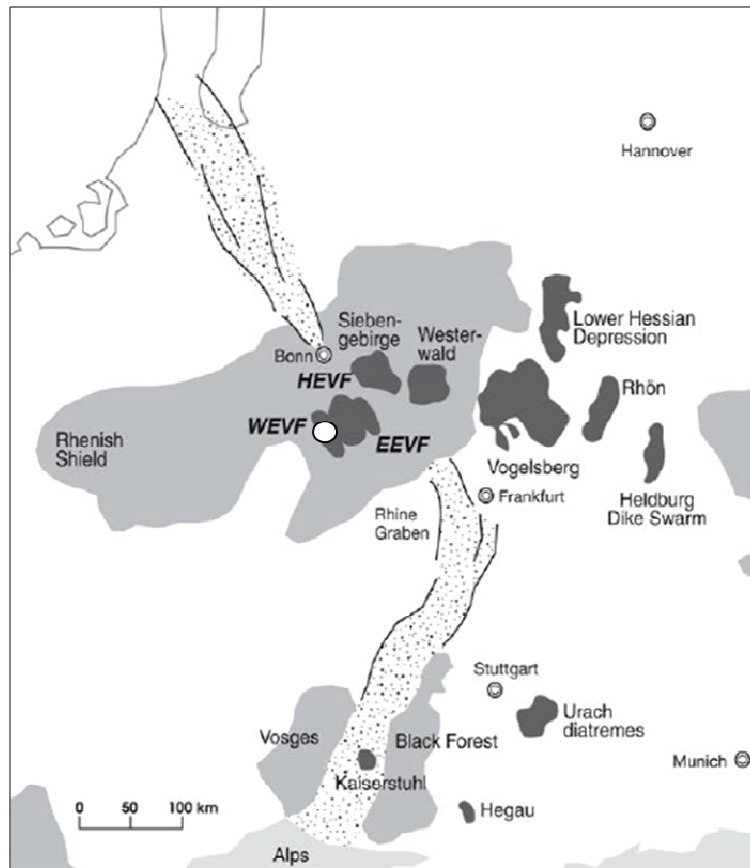 Hannover
Sieben-
gebirge
Wester-
wald
Lower Hessian
Depression
Bonn
HEVF
Rhön
WEVF
EEVF
Rhenish
Shield
Vogelsberg
Frankfurt
Heldburg
Dike Swarm
Rhine
Graben
Stuttgart
Urach
diatremes
Vosges
Black Forest
Munich
Kaiserstuhl
0 50 100 km
Hegau
Alps